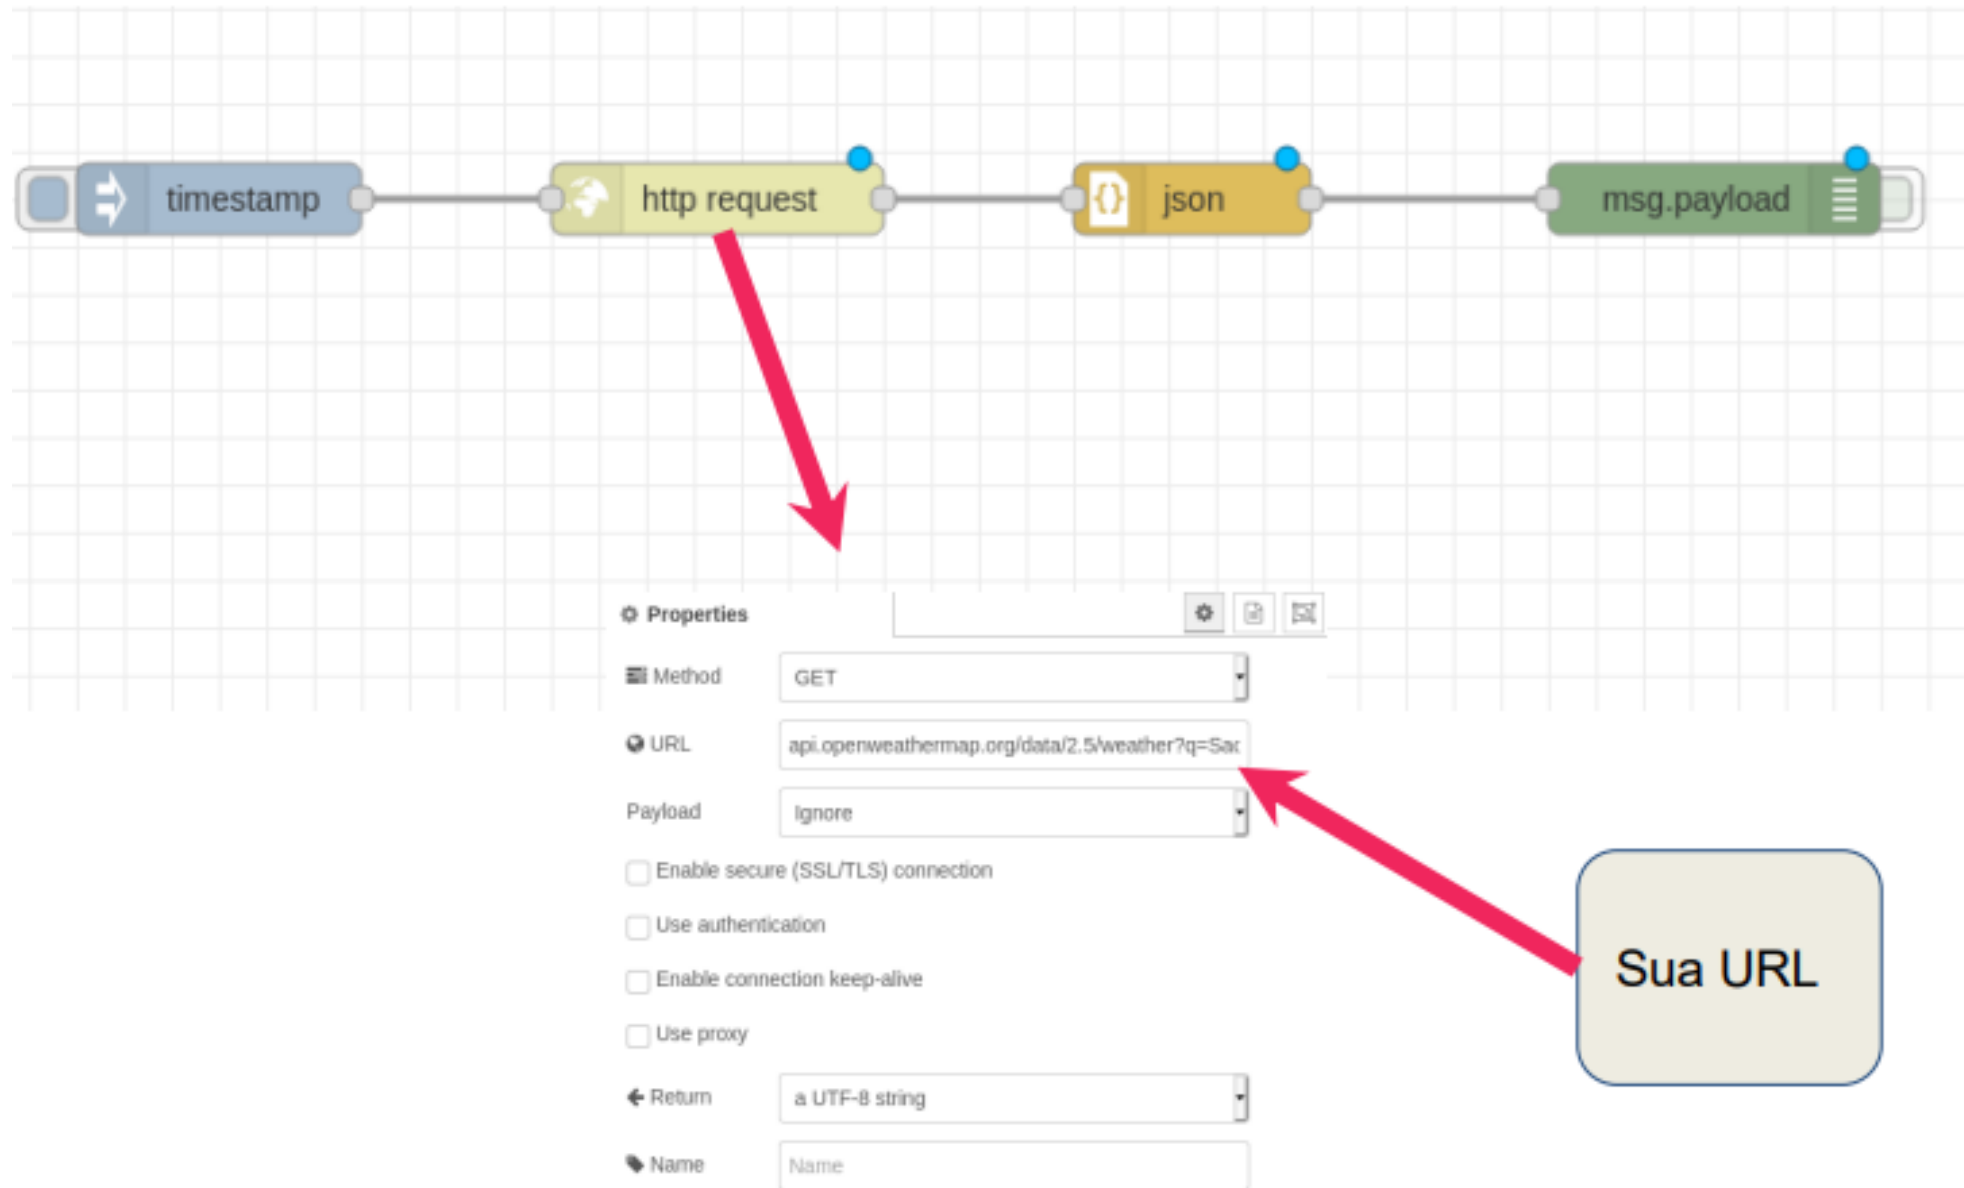 timestamp
http request
json
msg.payload
Properties
Method
GET
URL
api.openweathermap.org/data/2.5/weather?q=Sao
Payload
Ignore
Enable secure (SSL/TLS) connection
Use authentication
Enable connection keep-alive
Use proxy
Return
a UTF-8 string
Name
Name
Sua URL